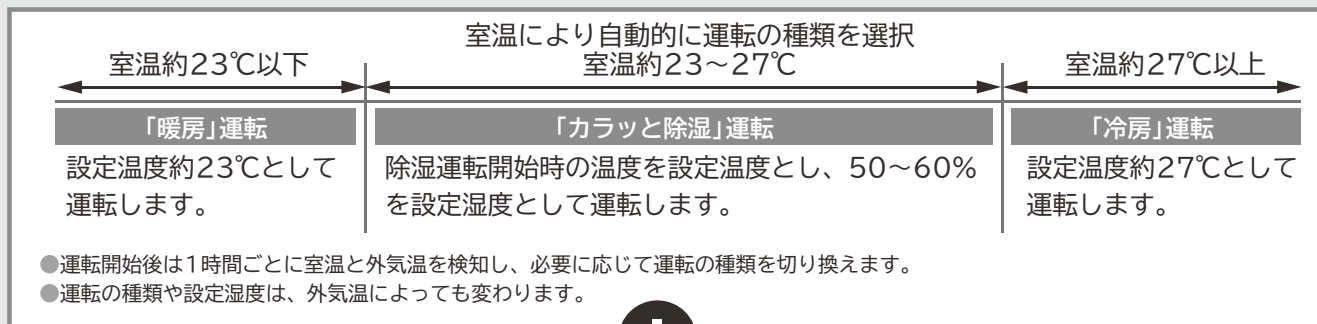 室温により自動的に運転の種類を選択
室温約23℃以下
室温約23～27℃
室温約27℃以上
「暖房」運転
「カラッと除湿」運転
「冷房」運転
設定温度約23℃として
運転します。
除湿運転開始時の温度を設定温度とし、50～60%
を設定湿度として運転します。
設定温度約27℃として
運転します。
●運転開始後は1時間ごとに室温と外気温を検知し、必要に応じて運転の種類を切り換えます。
●運転の種類や設定湿度は、外気温によっても変わります。